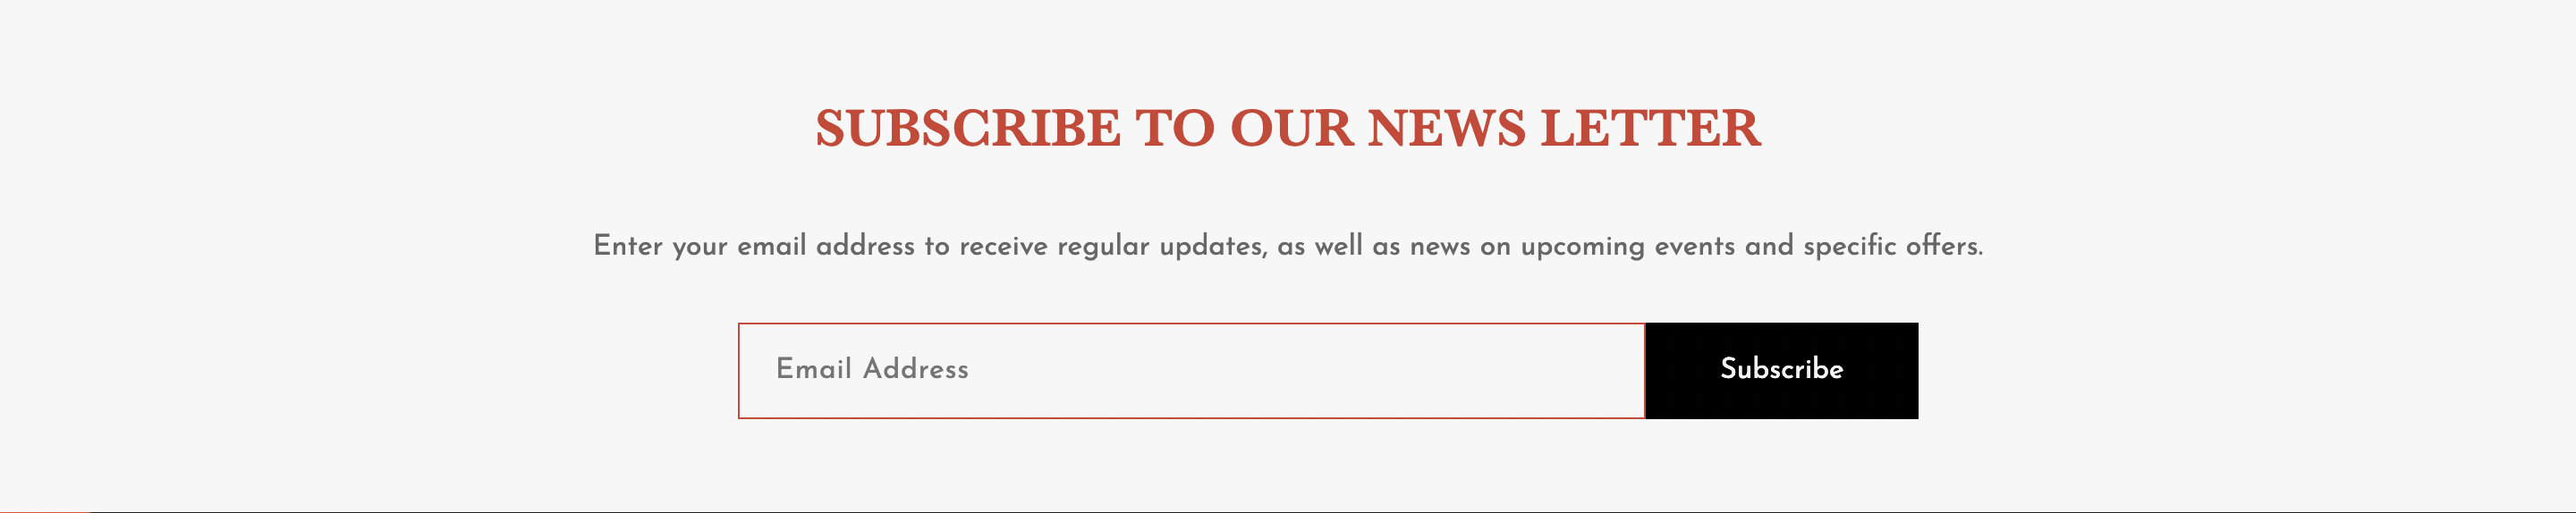 SUBSCRIBE TO OUR NEWS LETTER
Enter your email address to receive regular updates, as well as news on upcoming events and specific offers.
Email Address
Subscribe